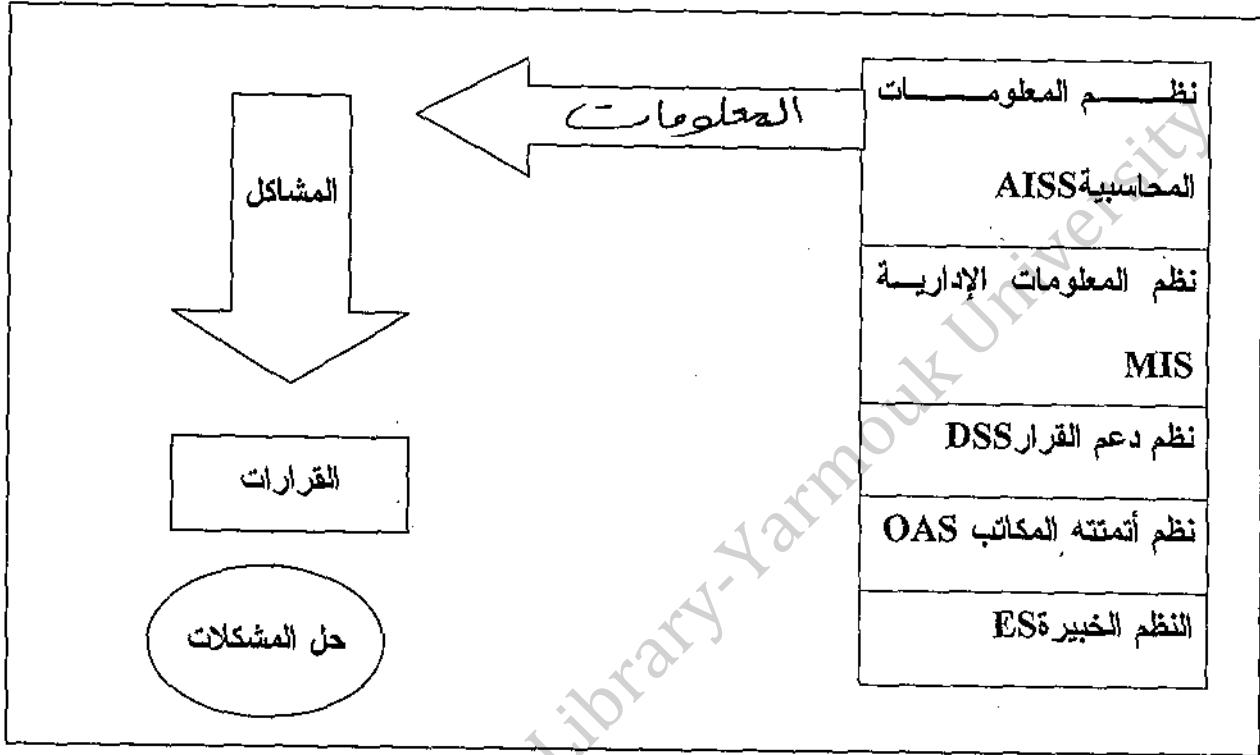 نظم المعلومات
المحاسبيةAISS
نظم المعلومات الإدارية
MIS
نظم دعم القرارDSS
نظم أتمتته المكاتب OAS
النظم الخبيرةES
المعلومات
المشاكل
القرارات
حل المشكلات
Library-Yarmouk University